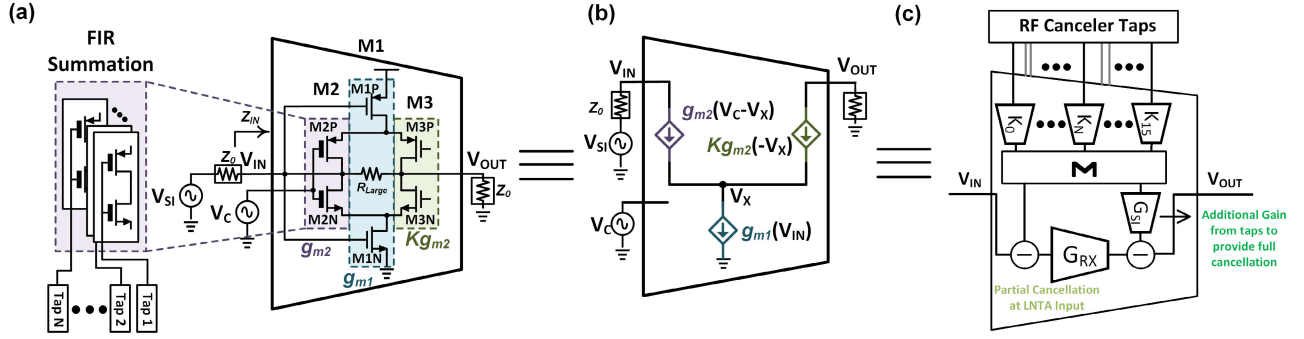 (a)
FIR
Summation
Tap N
Tap 2
Tap 1
M1
M1P
M2
M3
M2P
M3P
Z_IN
Z_0
V_IN
V_SI
V_C
R_Large
V_OUT
Z_0
M2N
M3N
g_m2
M1N
Kg_m2
g_m1
(b)
V_IN
V_OUT
Z_0
g_m2(V_C-V_X)
V_SI
Kg_m2(-V_X)
V_X
V_C
g_m1(V_IN)
(c)
RF Canceler Taps
K_0
K_N
K_15
Σ
V_IN
V_OUT
G_SI
Additional Gain
from taps to
provide full
cancellation
G_RX
Partial Cancellation
at LNTA Input